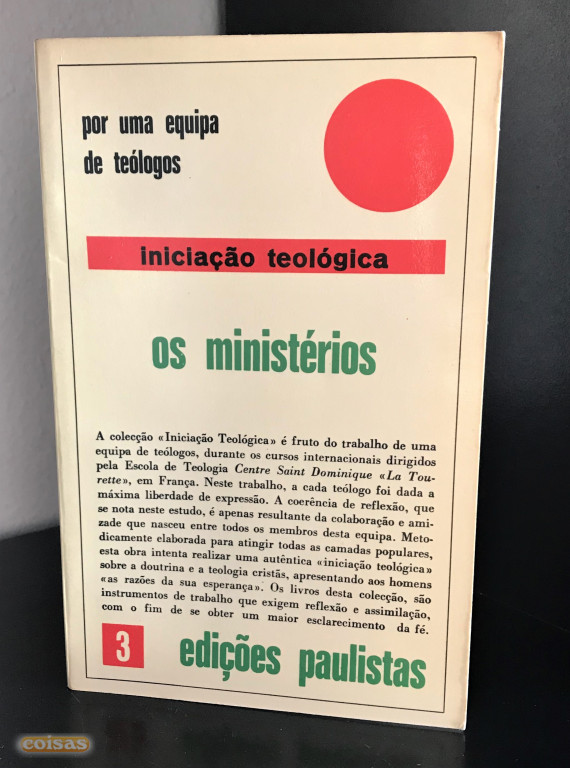 por uma equipa
de teólogos
iniciação teológica
os ministérios
A colecção «Iniciação Teológica» é fruto do trabalho de uma
equipa de teólogos, durante os cursos internacionais dirigidos
pela Escola de Teologia Centre Saint Dominique «La Tou-
rette», em França. Neste trabalho, a cada teólogo foi dada a
máxima liberdade de expressão. A coerência de reflexão, que
se nota neste estudo, é apenas resultante da colaboração e ami-
zade que nasceu entre todos os membros desta equipa. Meto-
dicamente elaborada para atingir todas as camadas populares,
esta obra intenta realizar uma autêntica «iniciação teológica»
sobre a doutrina e a teologia cristãs, apresentando aos homens
«as razões da sua esperança». Os livros desta colecção, são
instrumentos de trabalho que exigem reflexão e assimilação,
com o fim de se obter um maior esclarecimento da fé.
3
edições paulistas
coisas